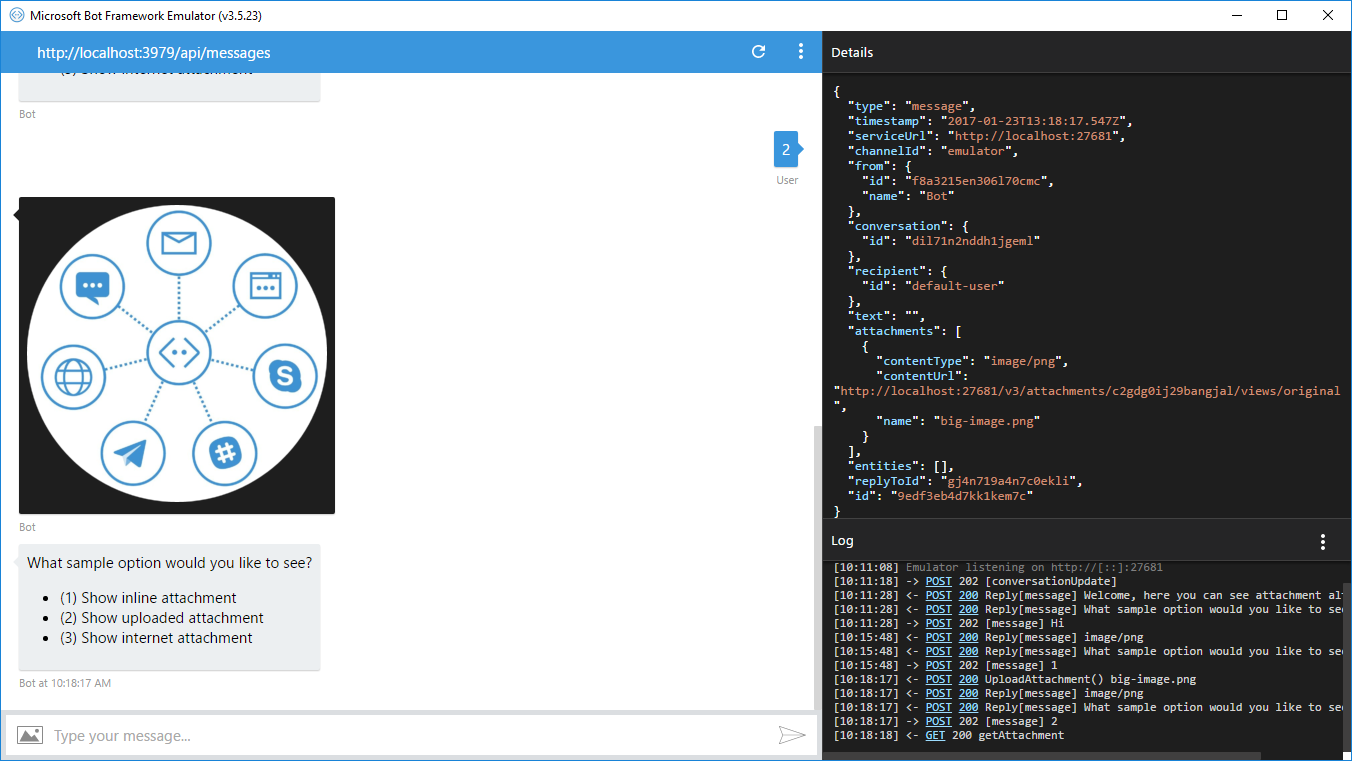 Microsoft Bot Framework Emulator (v3.5.23)
http://localhost:3979/api/messages
(3) Show internet attachment
Bot
2
User
S
Bot
What sample option would you like to see?
(1) Show inline attachment
(2) Show uploaded attachment
(3) Show internet attachment
Bot at 10:18:17 AM
Type your message...
Details
{
"type": "message",
"timestamp": "2017-01-23T13:18:17.547Z",
"serviceUrl": "http://localhost:27681",
"channelId": "emulator",
"from": {
"id": "f8a3215en306l70cmc",
"name": "Bot"
},
"conversation": {
"id": "dil71n2nddh1jgeml"
},
"recipient": {
"id": "default-user"
},
"text": "",
"attachments": [
{
"contentType": "image/png",
"contentUrl":
"http://localhost:27681/v3/attachments/c2gdg0ij29bangjal/views/original
",
"name": "big-image.png"
}
],
"entities": [],
"replyToId": "gj4n719a4n7c0ekli",
"id": "9edf3eb4d7kk1kem7c"
}
Log
[10:11:08] Emulator listening on http://[::]:27681
[10:11:18] -> POST 202 [conversationUpdate]
[10:11:28] <- POST 200 Reply[message] Welcome, here you can see attachment al
[10:11:28] <- POST 200 Reply[message] What sample option would you like to se
[10:11:28] -> POST 202 [message] Hi
[10:15:48] <- POST 200 Reply[message] image/png
[10:15:48] <- POST 200 Reply[message] What sample option would you like to se
[10:15:48] -> POST 202 [message] 1
[10:18:17] <- POST 200 UploadAttachment() big-image.png
[10:18:17] <- POST 200 Reply[message] image/png
[10:18:17] <- POST 200 Reply[message] What sample option would you like to se
[10:18:17] -> POST 202 [message] 2
[10:18:18] <- GET 200 getAttachment